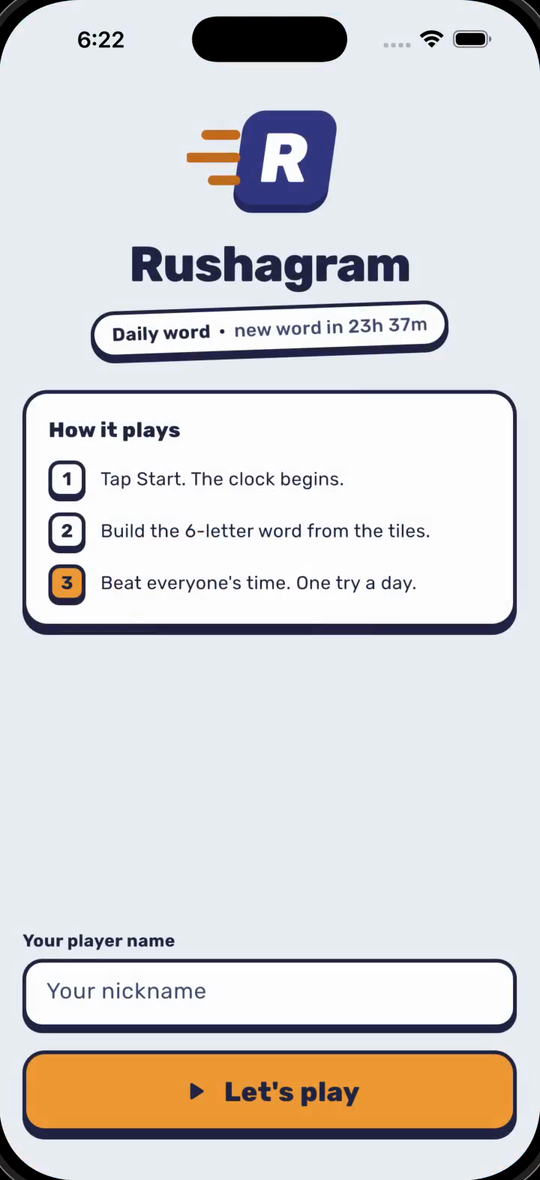 6:22
R
Rushagram
Daily word • new word in 23h 37m
How it plays
1 Tap Start. The clock begins.
2 Build the 6-letter word from the tiles.
3 Beat everyone's time. One try a day.
Your player name
Your nickname
Let's play